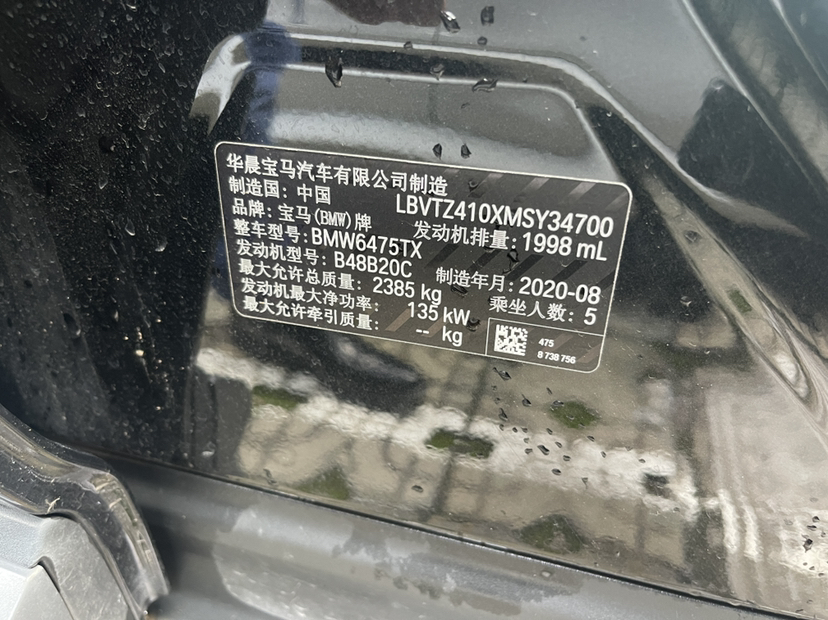 华晨宝马汽车有限公司制造
制造国: 中国
LBVTZ410XMSY34700
品牌: 宝马(BMW)牌
发动机排量: 1998 mL
整车型号: BMW6475TX
发动机型号: B48B20C
制造年月: 2020-08
最大允许总质量: 2385 kg
乘坐人数: 5
发动机最大净功率: 135 kW
最大允许牵引质量: -- kg
475
8 738 756